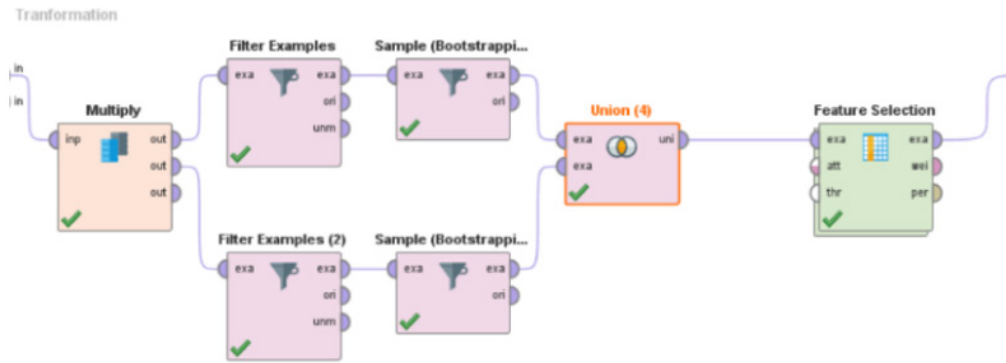 Tranformation
Filter Examples
Sample (Bootstrappi...
in
in
exa
exa
ori
unm
exa
exa
ori
Multiply
inp
out
out
out
Union (4)
exa
uni
exa
Feature Selection
exa
exa
att
wei
thr
per
Filter Examples (2)
Sample (Bootstrappi...
exa
exa
ori
unm
exa
exa
ori